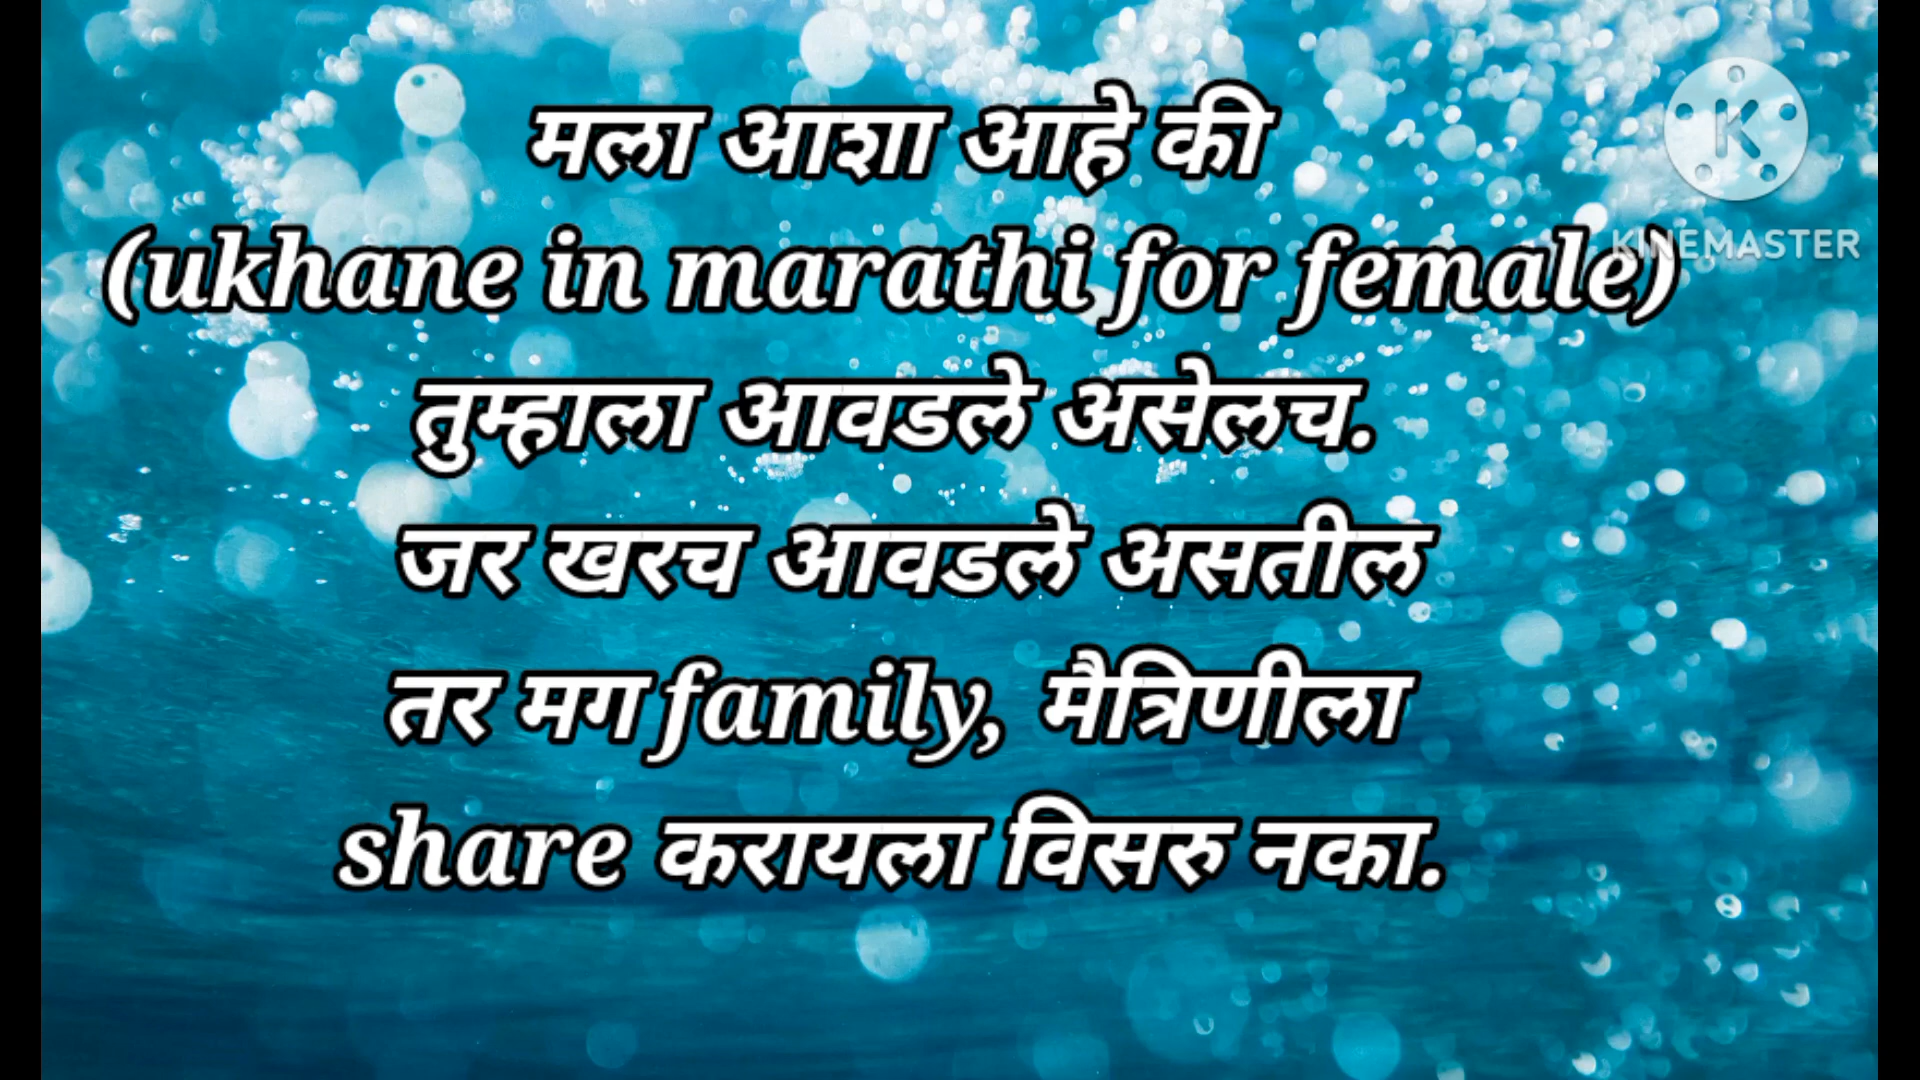 मला आशा आहे की
(ukhane in marathi for female)
तुम्हाला आवडले असेलच.
जर खरच आवडले असतील
तर मग family, मैत्रिणीला
share करायला विसरु नका.
K
KINEMASTER